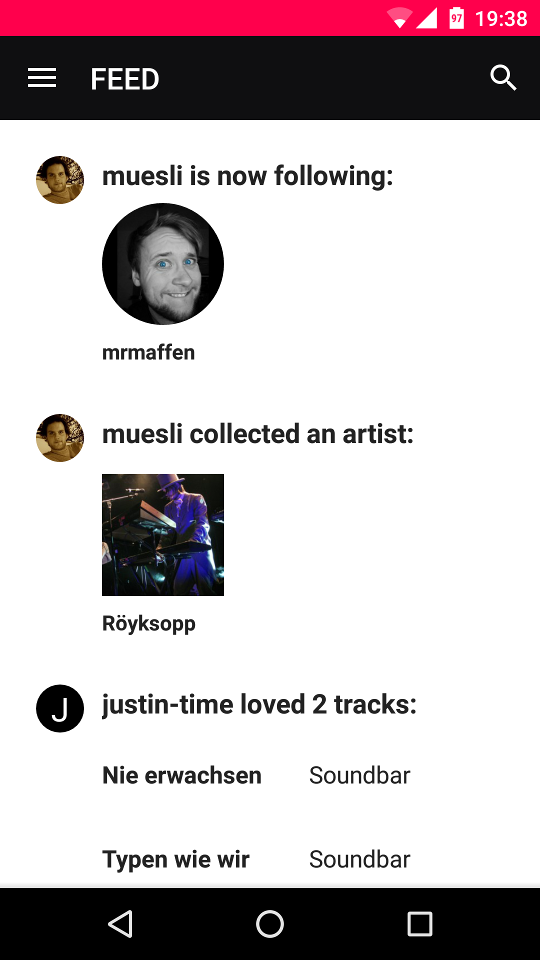 97 19:38
FEED
muesli is now following:
mrmaffen
muesli collected an artist:
Röyksopp
J justin-time loved 2 tracks:
Nie erwachsen Soundbar
Typen wie wir Soundbar